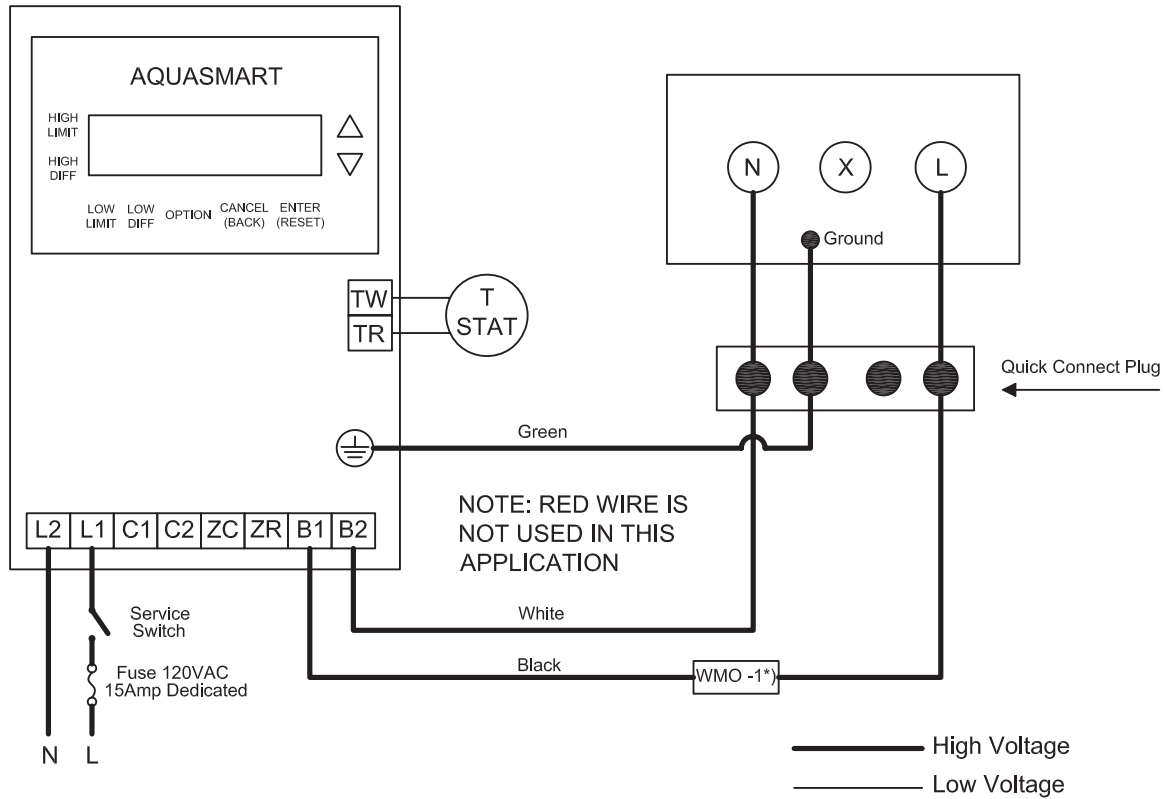 AQUASMART
HIGH
LIMIT
HIGH
DIFF
LOW
LIMIT
LOW
DIFF
OPTION
CANCEL
(BACK)
ENTER
(RESET)
N
X
L
Ground
TW
TR
T
STAT
Quick Connect Plug
Green
NOTE: RED WIRE IS
NOT USED IN THIS
APPLICATION
L2 L1 C1 C2 ZC ZR B1 B2
White
Black
WMO -1*)
Service
Switch
Fuse 120VAC
15Amp Dedicated
N L
High Voltage
Low Voltage